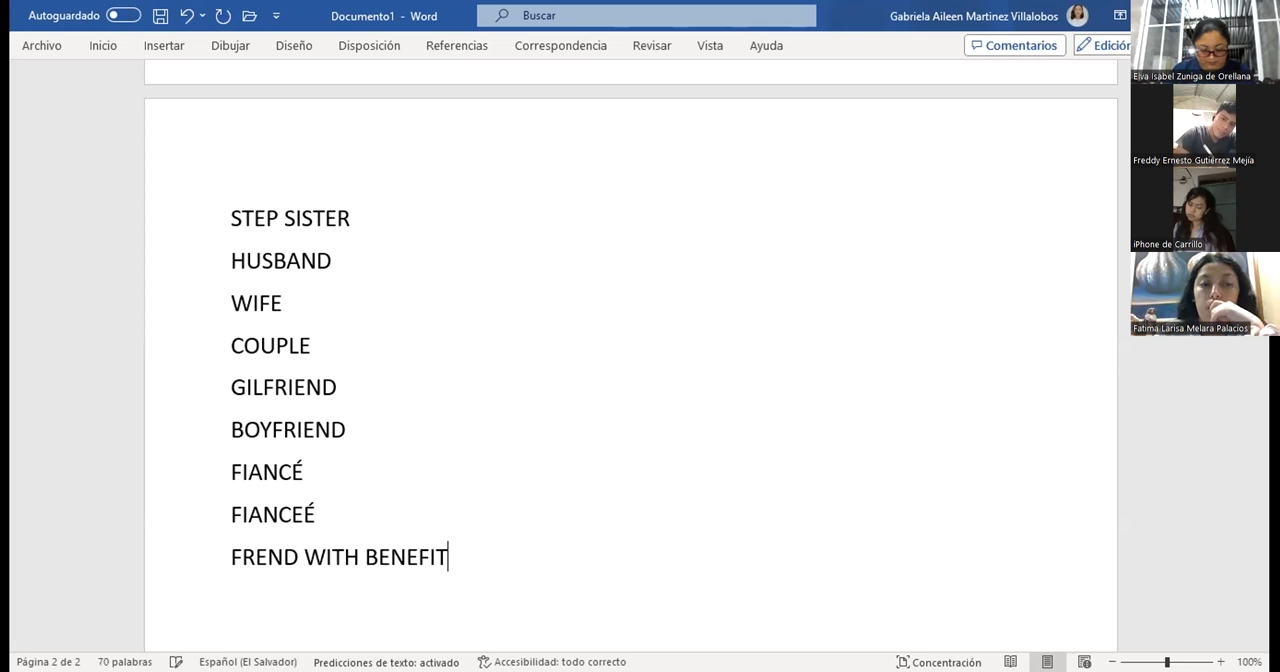 Autoguardado
Documento1 - Word
Buscar
Gabriela Aileen Martinez Villalobos
Archivo Inicio Insertar Dibujar Diseño Disposición Referencias Correspondencia Revisar Vista Ayuda
Comentarios
Edición
STEP SISTER
HUSBAND
WIFE
COUPLE
GILFRIEND
BOYFRIEND
FIANCÉ
FIANCEÉ
FREND WITH BENEFIT
Elva Isabel Zuniga de Orellana
Freddy Ernesto Gutiérrez Mejía
iPhone de Carrillo
Fatima Larisa Melara Palacios
Página 2 de 2 70 palabras Español (El Salvador) Predicciones de texto: activado Accesibilidad: todo correcto Concentración 100%